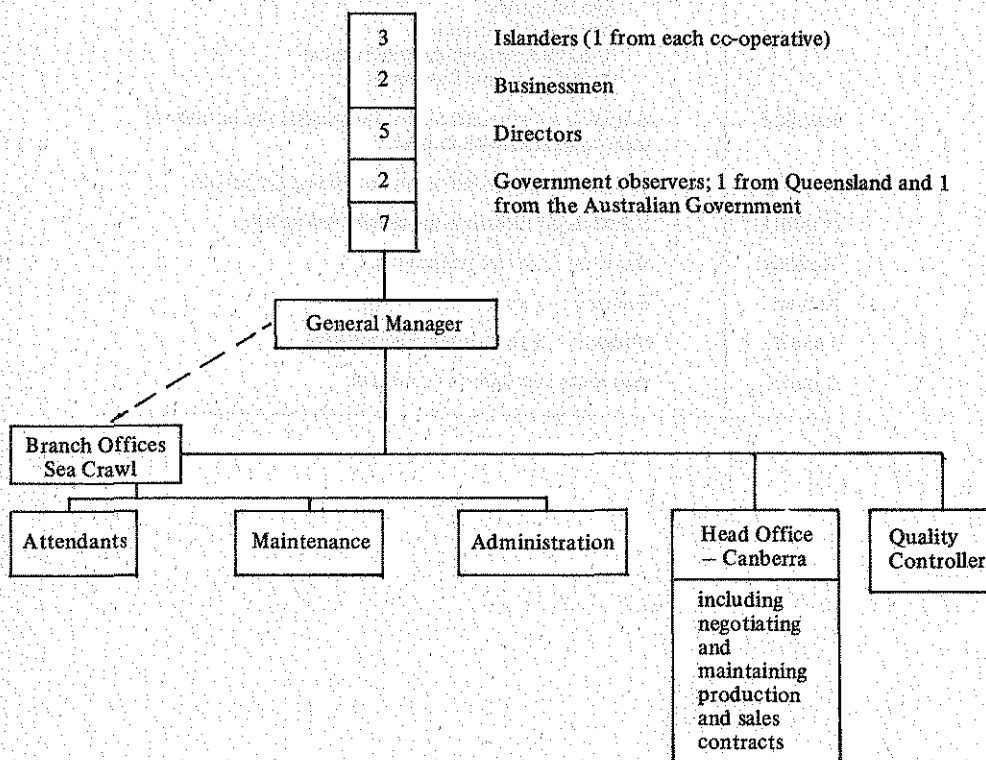 3 Islanders (1 from each co-operative)
2 Businessmen
5 Directors
2 Government observers; 1 from Queensland and 1
from the Australian Government
7
General Manager
Branch Offices
Sea Crawl
Attendants
Maintenance
Administration
Head Office
– Canberra
including
negotiating
and
maintaining
production
and sales
contracts
Quality
Controller